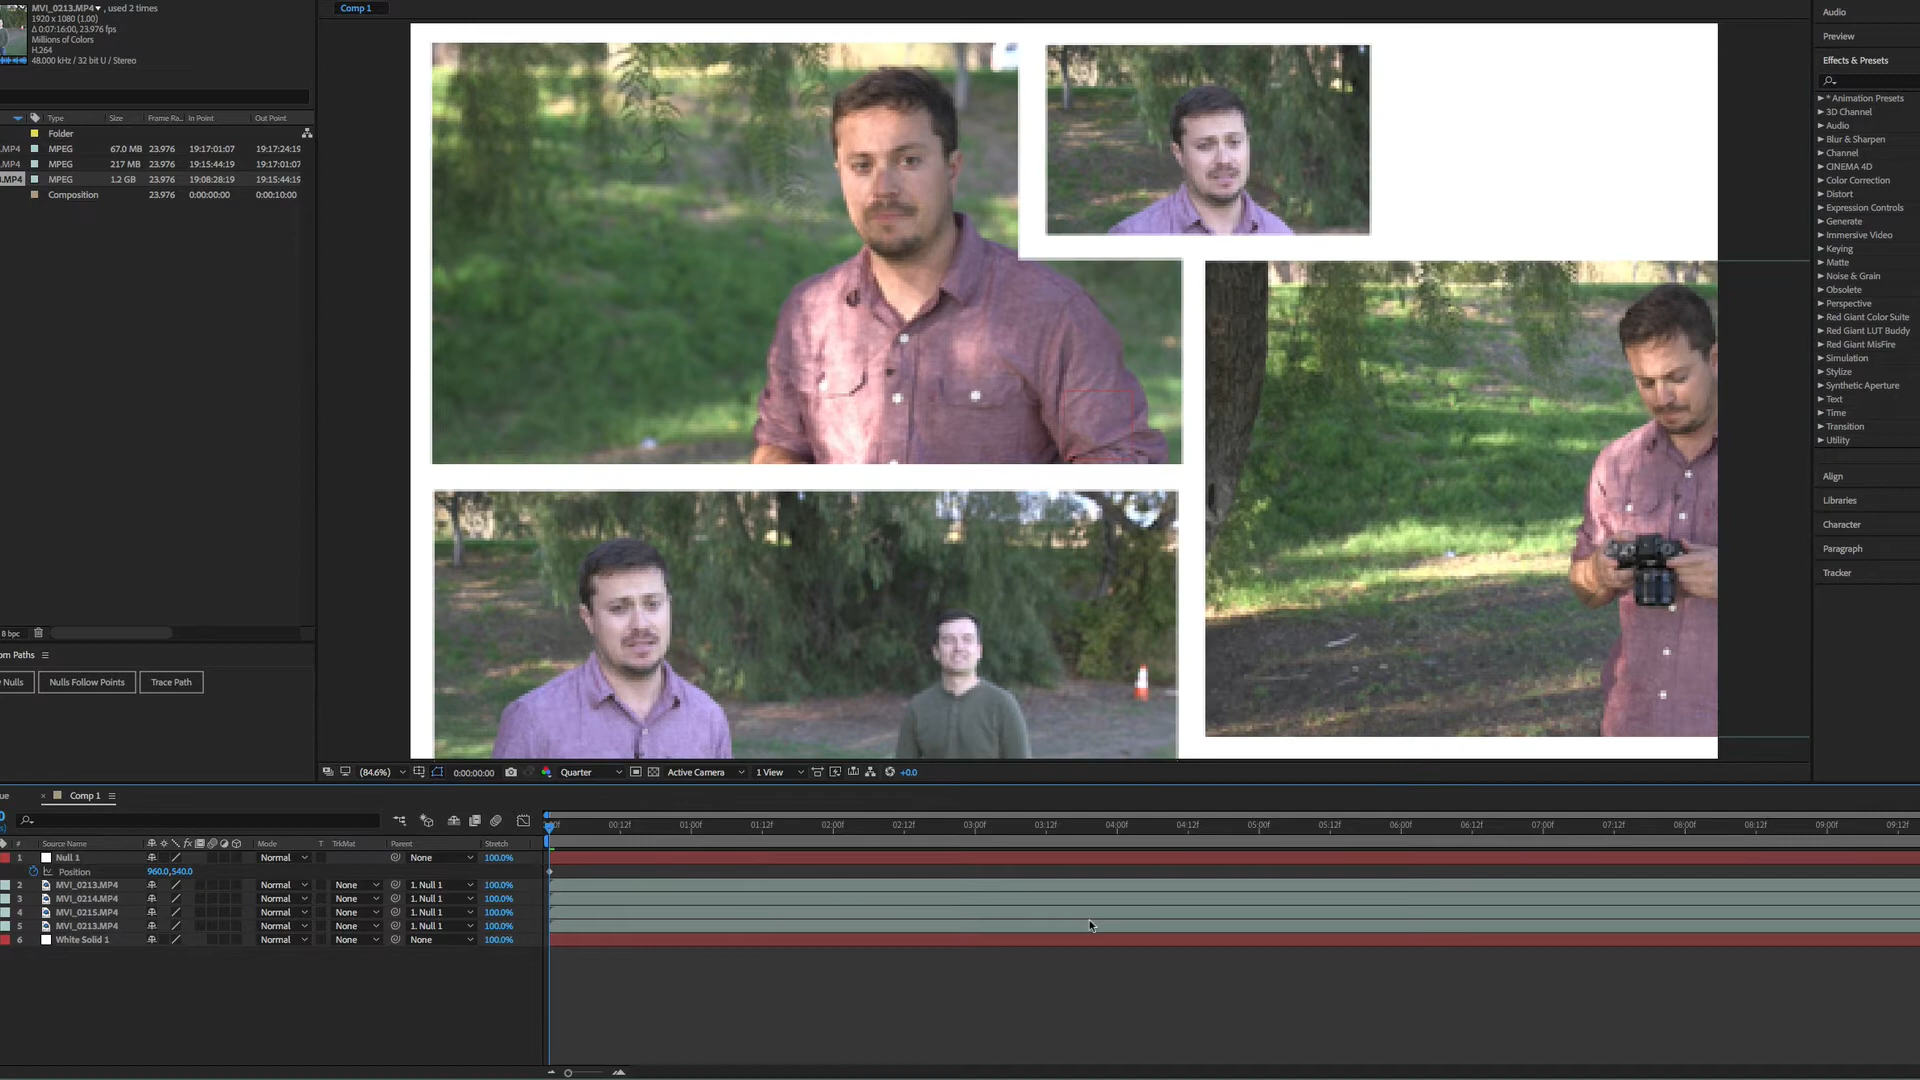 MVI_0213.MP4▼, used 2 times
1920 x 1080 (1.00)
Δ 0:07:16:00, 23.976 fps
Millions of Colors
H.264
48.000 kHz / 32 bit U / Stereo
Type Size Frame Ra... In Point Out Point
Folder
.MP4 MPEG 67.0 MB 23.976 19:17:01:07 19:17:24:19
.MP4 MPEG 217 MB 23.976 19:15:44:19 19:17:01:07
.MP4 MPEG 1.2 GB 23.976 19:08:28:19 19:15:44:19
Composition 23.976 0:00:00:00 0:00:10:00
8 bpc
om Paths
Nulls
Nulls Follow Points
Trace Path
Comp 1
(84.6%) 0:00:00:00 Quarter Active Camera 1 View +0.0
Audio
Preview
Effects & Presets
* Animation Presets
3D Channel
Audio
Blur & Sharpen
Channel
CINEMA 4D
Color Correction
Distort
Expression Controls
Generate
Immersive Video
Keying
Matte
Noise & Grain
Obsolete
Perspective
Red Giant Color Suite
Red Giant LUT Buddy
Red Giant MisFire
Simulation
Stylize
Synthetic Aperture
Text
Time
Transition
Utility
Align
Libraries
Character
Paragraph
Tracker
ue × Comp 1
00:12f 01:00f 01:12f 02:00f 02:12f 03:00f 03:12f 04:00f 04:12f 05:00f 05:12f 06:00f 06:12f 07:00f 07:12f 08:00f 08:12f 09:00f 09:12f
# Source Name Mode T TrkMat Parent Stretch
1 Null 1 Normal None 100.0%
Position 960.0,540.0
2 MVI_0213.MP4 Normal None 1. Null 1 100.0%
3 MVI_0214.MP4 Normal None 1. Null 1 100.0%
4 MVI_0215.MP4 Normal None 1. Null 1 100.0%
5 MVI_0213.MP4 Normal None 1. Null 1 100.0%
6 White Solid 1 Normal None None 100.0%